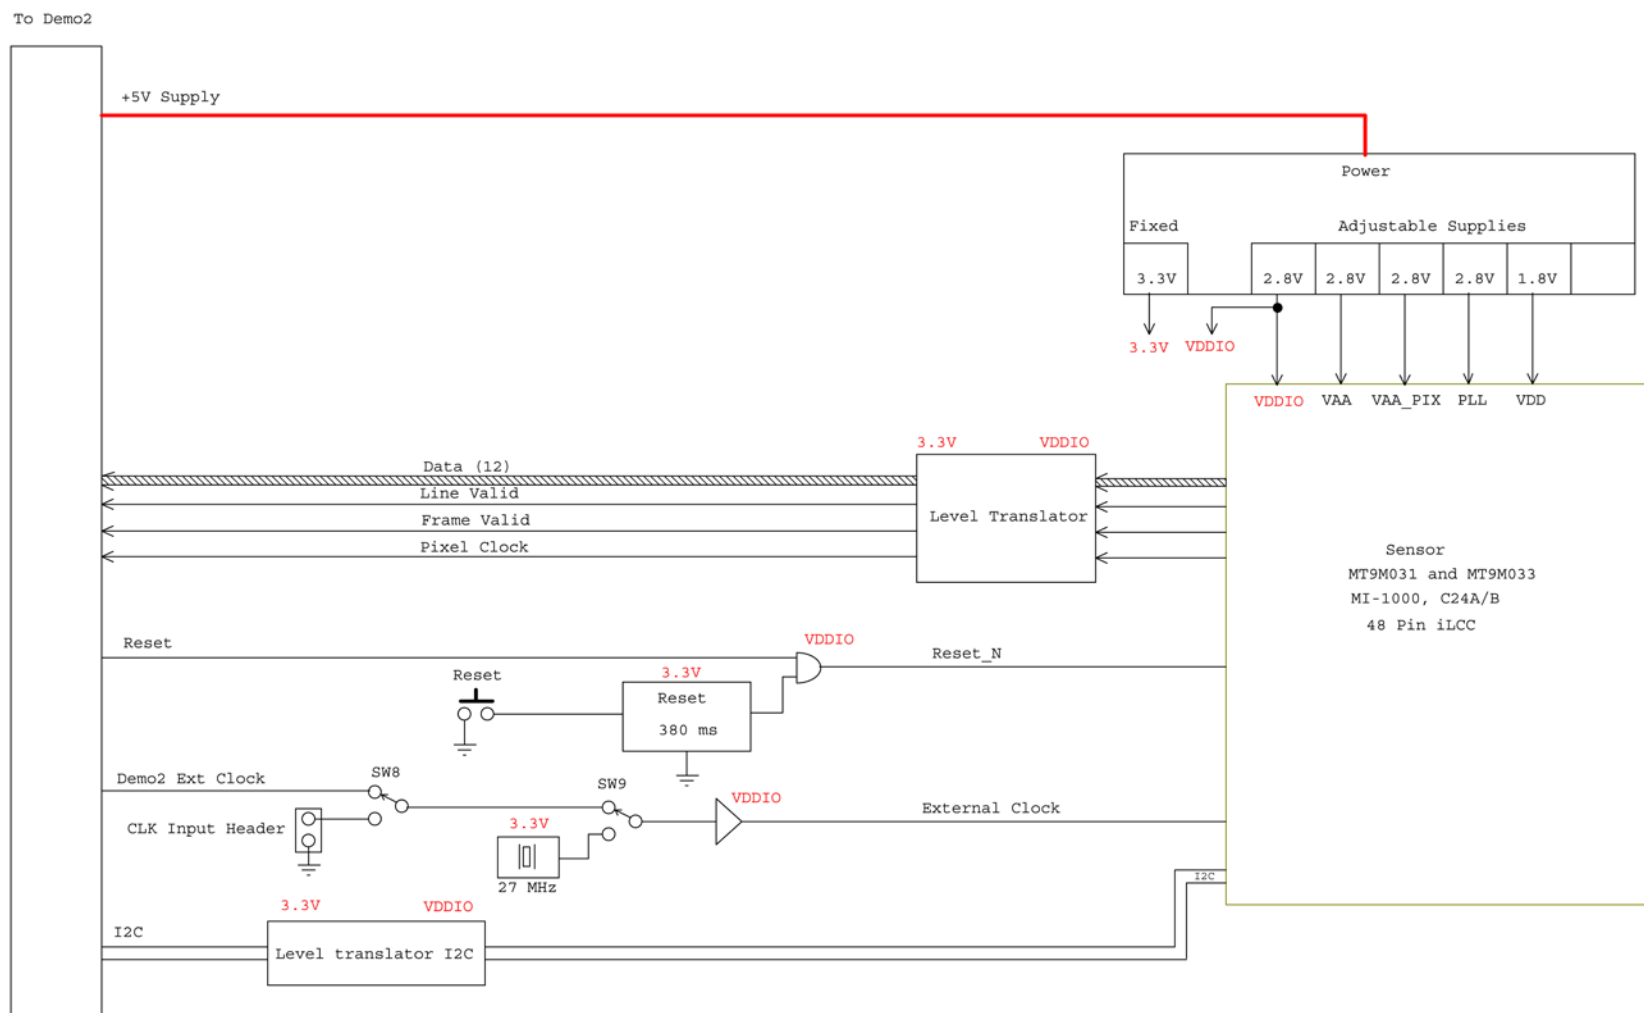 To Demo2
+5V Supply
Power
Fixed
Adjustable Supplies
3.3V
2.8V
2.8V
2.8V
2.8V
1.8V
3.3V
VDDIO
VDDIO
VAA
VAA_PIX
PLL
VDD
3.3V
VDDIO
Data (12)
Line Valid
Frame Valid
Pixel Clock
Level Translator
Sensor
MT9M031 and MT9M033
MI-1000, C24A/B
48 Pin iLCC
Reset
VDDIO
Reset_N
Reset
3.3V
Reset
380 ms
Demo2 Ext Clock
SW8
SW9
VDDIO
External Clock
CLK Input Header
3.3V
27 MHz
I2C
3.3V
VDDIO
I2C
Level translator I2C